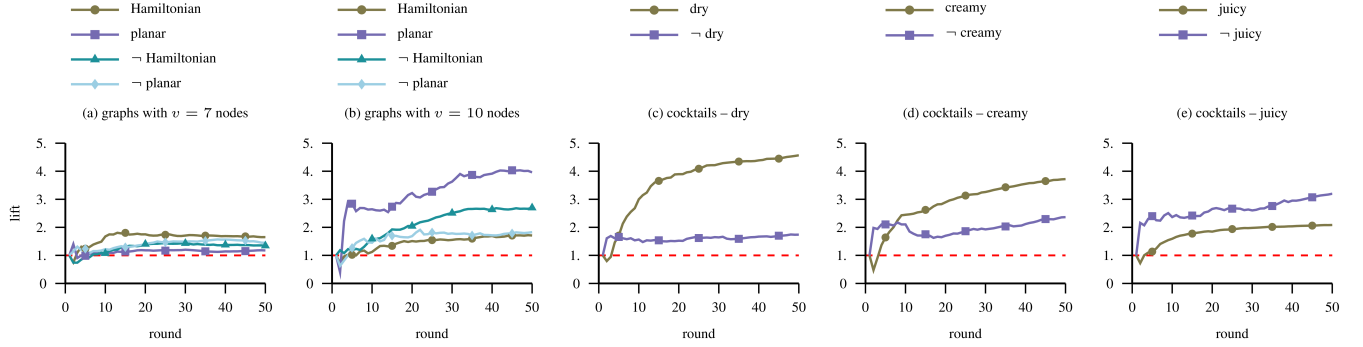 Hamiltonian
planar
¬ Hamiltonian
¬ planar
Hamiltonian
planar
¬ Hamiltonian
¬ planar
dry
¬ dry
creamy
¬ creamy
juicy
¬ juicy
(a) graphs with v = 7 nodes
(b) graphs with v = 10 nodes
(c) cocktails – dry
(d) cocktails – creamy
(e) cocktails – juicy
lift
5.
4.
3.
2.
1.
0
0 10 20 30 40 50
round
5.
4.
3.
2.
1.
0
0 10 20 30 40 50
round
5.
4.
3.
2.
1.
0
0 10 20 30 40 50
round
5.
4.
3.
2.
1.
0
0 10 20 30 40 50
round
5.
4.
3.
2.
1.
0
0 10 20 30 40 50
round